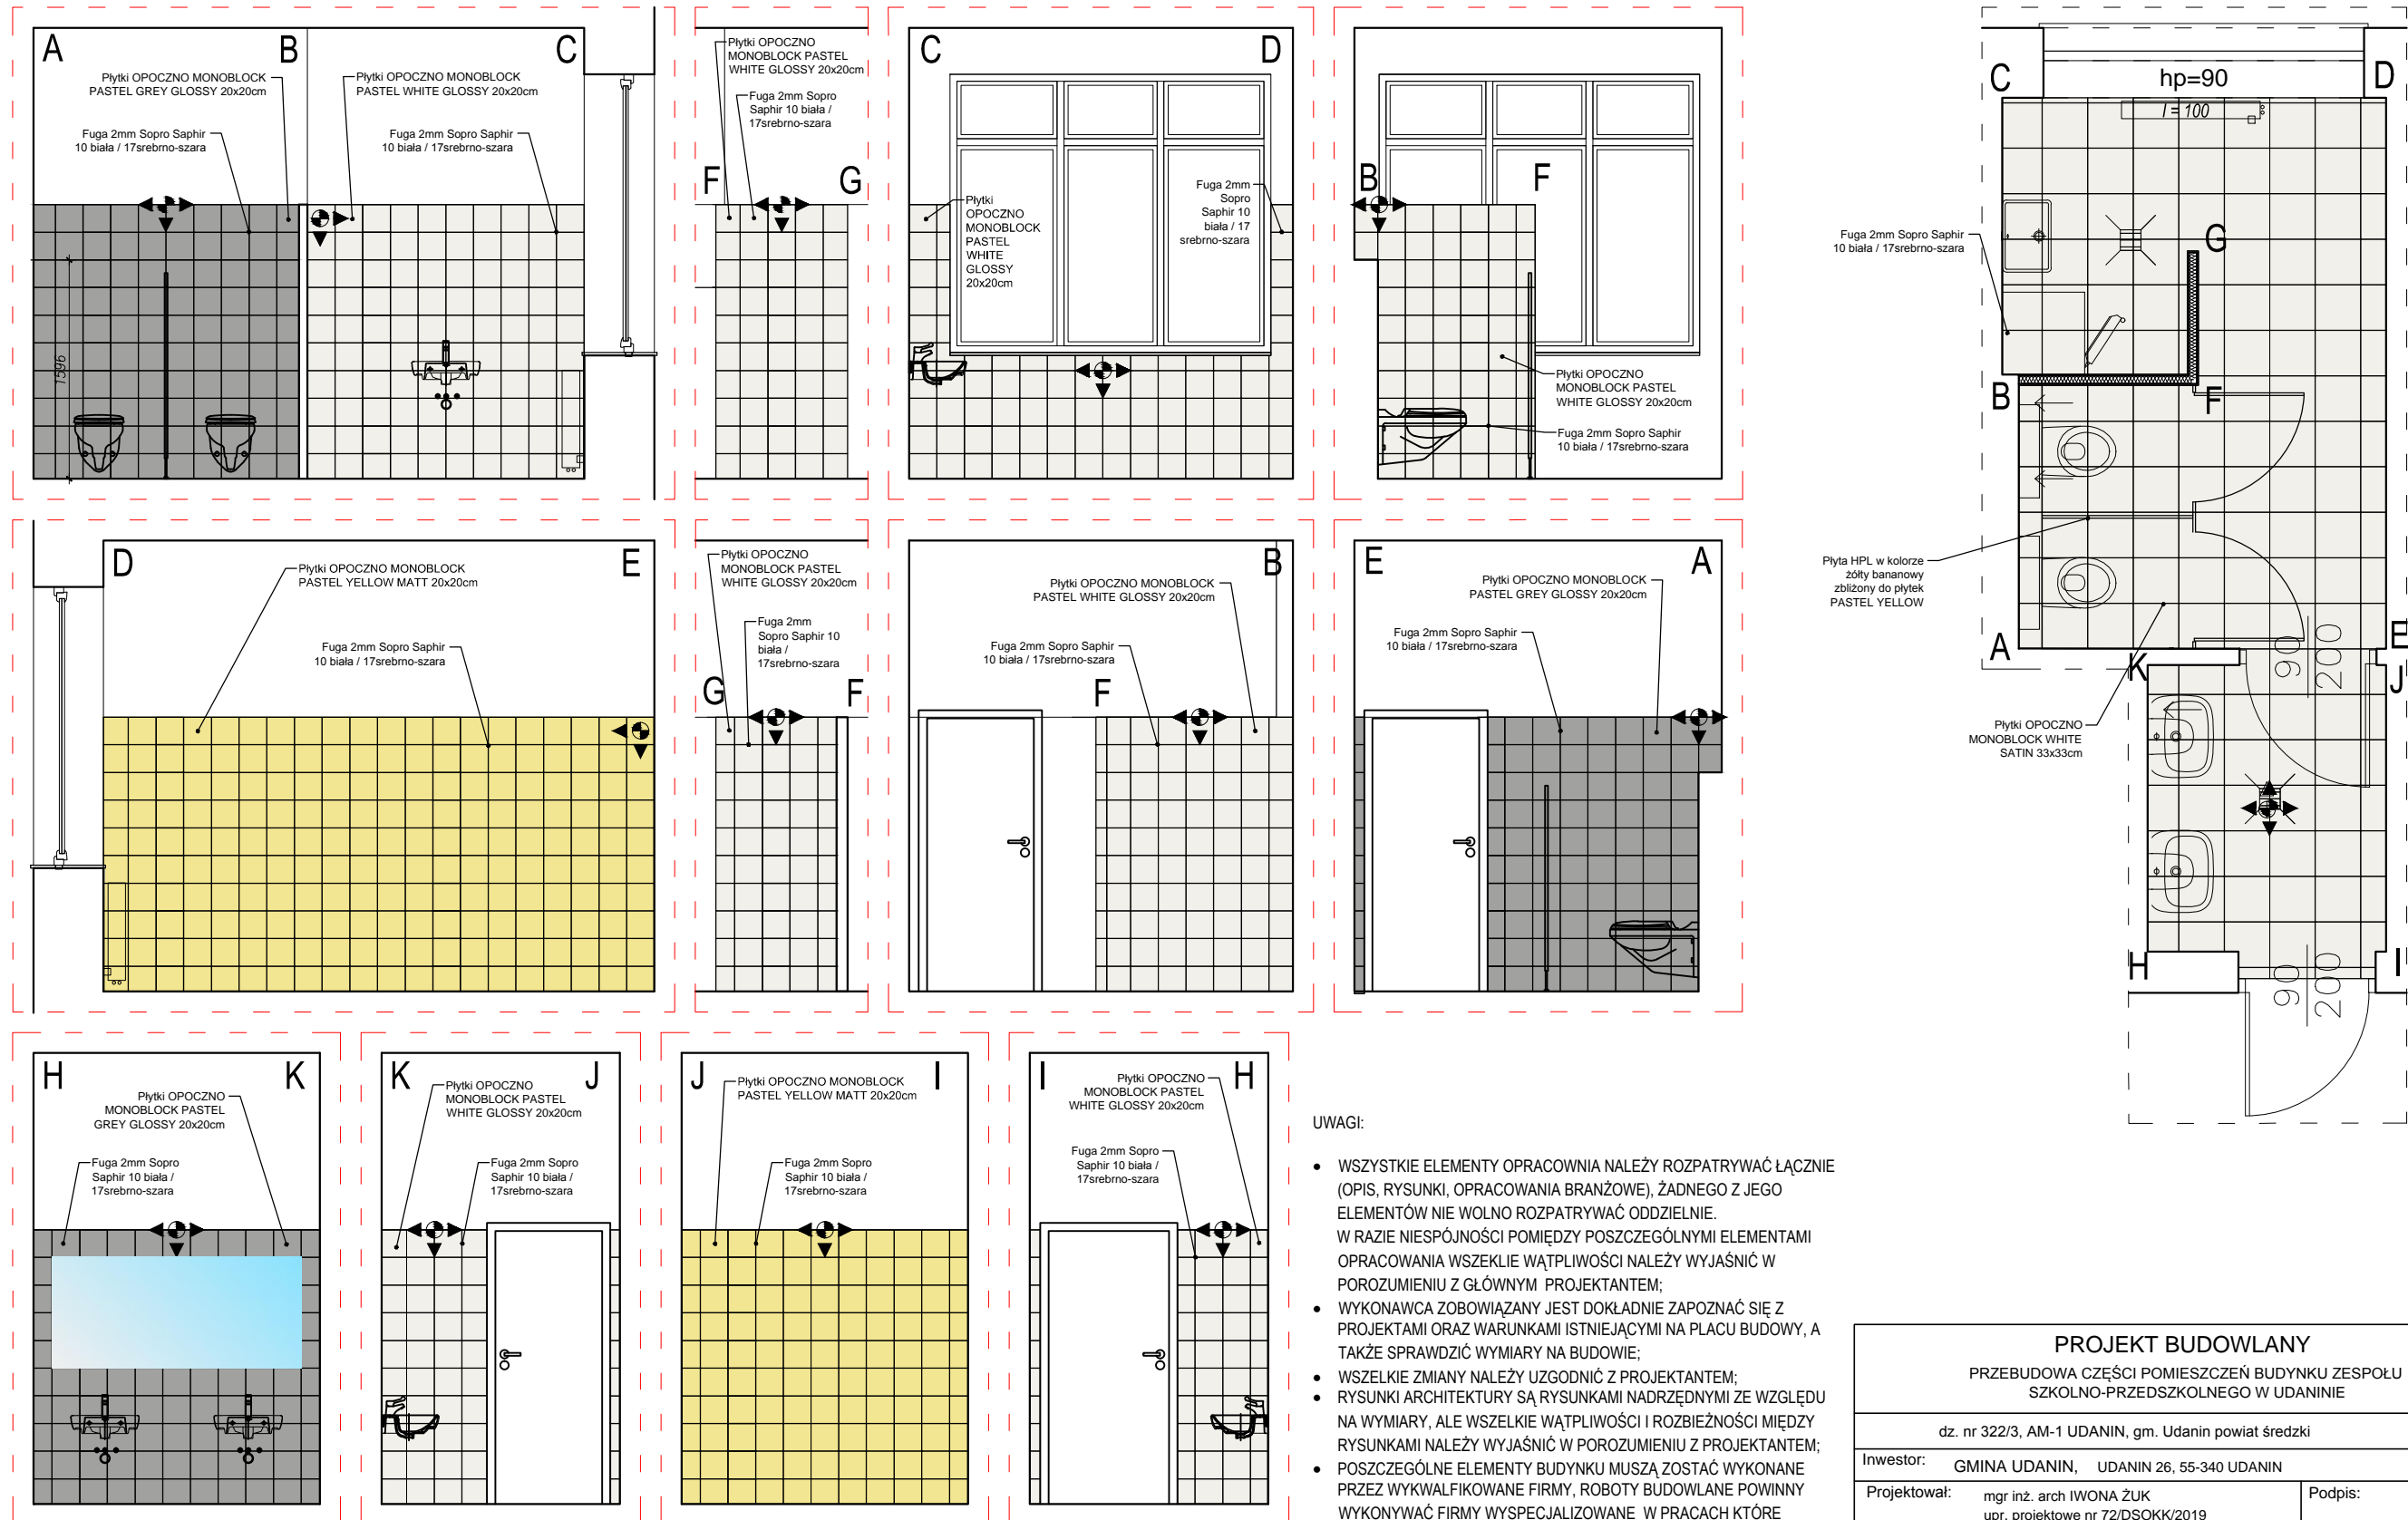 A
B
C
Płytki OPOCZNO MONOBLOCK
PASTEL GREY GLOSSY 20x20cm
Płytki OPOCZNO MONOBLOCK
PASTEL WHITE GLOSSY 20x20cm
Fuga 2mm Sopro Saphir
10 biała / 17srebrno-szara
Fuga 2mm Sopro Saphir
10 biała / 17srebrno-szara
1596
Płytki OPOCZNO
MONOBLOCK PASTEL
WHITE GLOSSY 20x20cm
Fuga 2mm Sopro
Saphir 10 biała /
17srebrno-szara
F
G
C
D
Płytki
OPOCZNO
MONOBLOCK
PASTEL
WHITE
GLOSSY
20x20cm
Fuga 2mm
Sopro
Saphir 10
biała / 17
srebrno-szara
B
F
Płytki OPOCZNO
MONOBLOCK PASTEL
WHITE GLOSSY 20x20cm
Fuga 2mm Sopro Saphir
10 biała / 17srebrno-szara
C
hp=90
D
l = 100
Fuga 2mm Sopro Saphir
10 biała / 17srebrno-szara
G
B
F
Płyta HPL w kolorze
żółty bananowy
zbliżony do płytek
PASTEL YELLOW
A
E
K
J
90
200
Płytki OPOCZNO
MONOBLOCK WHITE
SATIN 33x33cm
H
I
90
200
D
E
Płytki OPOCZNO MONOBLOCK
PASTEL YELLOW MATT 20x20cm
Fuga 2mm Sopro Saphir
10 biała / 17srebrno-szara
Płytki OPOCZNO
MONOBLOCK PASTEL
WHITE GLOSSY 20x20cm
Fuga 2mm
Sopro Saphir 10
biała /
17srebrno-szara
G
F
B
Płytki OPOCZNO MONOBLOCK
PASTEL WHITE GLOSSY 20x20cm
Fuga 2mm Sopro Saphir
10 biała / 17srebrno-szara
F
E
A
Płytki OPOCZNO MONOBLOCK
PASTEL GREY GLOSSY 20x20cm
Fuga 2mm Sopro Saphir
10 biała / 17srebrno-szara
H
K
Płytki OPOCZNO
MONOBLOCK PASTEL
GREY GLOSSY 20x20cm
Fuga 2mm Sopro
Saphir 10 biała /
17srebrno-szara
K
J
Płytki OPOCZNO
MONOBLOCK PASTEL
WHITE GLOSSY 20x20cm
Fuga 2mm Sopro
Saphir 10 biała /
17srebrno-szara
J
I
Płytki OPOCZNO MONOBLOCK
PASTEL YELLOW MATT 20x20cm
Fuga 2mm Sopro
Saphir 10 biała /
17srebrno-szara
I
H
Płytki OPOCZNO
MONOBLOCK PASTEL
WHITE GLOSSY 20x20cm
Fuga 2mm Sopro
Saphir 10 biała /
17srebrno-szara
UWAGI:
• WSZYSTKIE ELEMENTY OPRACOWNIA NALEŻY ROZPATRYWAĆ ŁĄCZNIE
(OPIS, RYSUNKI, OPRACOWANIA BRANŻOWE), ŻADNEGO Z JEGO
ELEMENTÓW NIE WOLNO ROZPATRYWAĆ ODDZIELNIE.
W RAZIE NIESPÓJNOŚCI POMIĘDZY POSZCZEGÓLNYMI ELEMENTAMI
OPRACOWANIA WSZEKLIE WĄTPLIWOŚCI NALEŻY WYJAŚNIĆ W
POROZUMIENIU Z GŁÓWNYM PROJEKTANTEM;
• WYKONAWCA ZOBOWIĄZANY JEST DOKŁADNIE ZAPOZNAĆ SIĘ Z
PROJEKTAMI ORAZ WARUNKAMI ISTNIEJĄCYMI NA PLACU BUDOWY, A
TAKŻE SPRAWDZIĆ WYMIARY NA BUDOWIE;
• WSZELKIE ZMIANY NALEŻY UZGODNIĆ Z PROJEKTANTEM;
• RYSUNKI ARCHITEKTURY SĄ RYSUNKAMI NADRZĘDNYMI ZE WZGLĘDU
NA WYMIARY, ALE WSZELKIE WĄTPLIWOŚCI I ROZBIEŻNOŚCI MIĘDZY
RYSUNKAMI NALEŻY WYJAŚNIĆ W POROZUMIENIU Z PROJEKTANTEM;
• POSZCZEGÓLNE ELEMENTY BUDYNKU MUSZĄ ZOSTAĆ WYKONANE
PRZEZ WYKWALFIKOWANE FIRMY, ROBOTY BUDOWLANE POWINNY
WYKONYWAĆ FIRMY WYSPECJALIZOWANE W PRACACH KTÓRE
PROJEKT BUDOWLANY
PRZEBUDOWA CZĘŚCI POMIESZCZEŃ BUDYNKU ZESPOŁU
SZKOLNO-PRZEDSZKOLNEGO W UDANINIE
dz. nr 322/3, AM-1 UDANIN, gm. Udanin powiat średzki
Inwestor: GMINA UDANIN, UDANIN 26, 55-340 UDANIN
Projektował: mgr inż. arch IWONA ŻUK Podpis:
upr. projektowe nr 72/DSOKK/2019